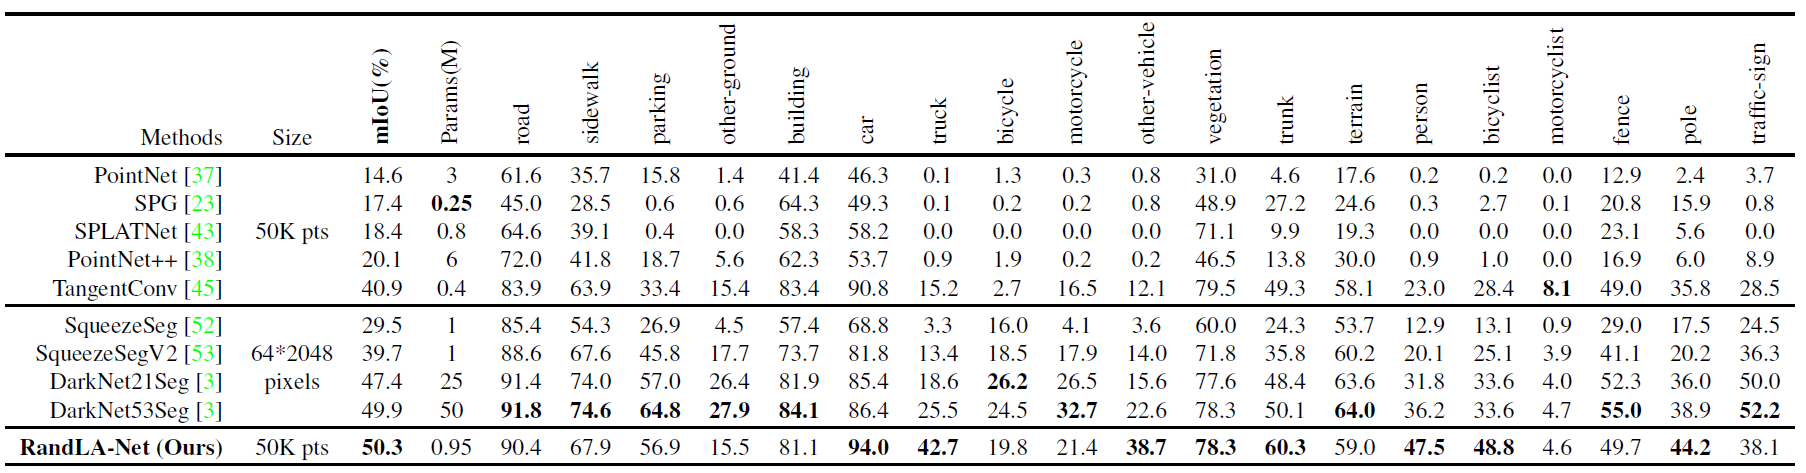 Methods Size mIoU(%) Params(M) road sidewalk parking other-ground building car truck bicycle motorcycle other-vehicle vegetation trunk terrain person bicyclist motorcyclist fence pole traffic-sign
PointNet [37] 14.6 3 61.6 35.7 15.8 1.4 41.4 46.3 0.1 1.3 0.3 0.8 31.0 4.6 17.6 0.2 0.2 0.0 12.9 2.4 3.7
SPG [23] 17.4 0.25 45.0 28.5 0.6 0.6 64.3 49.3 0.1 0.2 0.2 0.8 48.9 27.2 24.6 0.3 2.7 0.1 20.8 15.9 0.8
SPLATNet [43] 50K pts 18.4 0.8 64.6 39.1 0.4 0.0 58.3 58.2 0.0 0.0 0.0 0.0 71.1 9.9 19.3 0.0 0.0 0.0 23.1 5.6 0.0
PointNet++ [38] 20.1 6 72.0 41.8 18.7 5.6 62.3 53.7 0.9 1.9 0.2 0.2 46.5 13.8 30.0 0.9 1.0 0.0 16.9 6.0 8.9
TangentConv [45] 40.9 0.4 83.9 63.9 33.4 15.4 83.4 90.8 15.2 2.7 16.5 12.1 79.5 49.3 58.1 23.0 28.4 8.1 49.0 35.8 28.5
SqueezeSeg [52] 29.5 1 85.4 54.3 26.9 4.5 57.4 68.8 3.3 16.0 4.1 3.6 60.0 24.3 53.7 12.9 13.1 0.9 29.0 17.5 24.5
SqueezeSegV2 [53] 64*2048 39.7 1 88.6 67.6 45.8 17.7 73.7 81.8 13.4 18.5 17.9 14.0 71.8 35.8 60.2 20.1 25.1 3.9 41.1 20.2 36.3
DarkNet21Seg [3] pixels 47.4 25 91.4 74.0 57.0 26.4 81.9 85.4 18.6 26.2 26.5 15.6 77.6 48.4 63.6 31.8 33.6 4.0 52.3 36.0 50.0
DarkNet53Seg [3] 49.9 50 91.8 74.6 64.8 27.9 84.1 86.4 25.5 24.5 32.7 22.6 78.3 50.1 64.0 36.2 33.6 4.7 55.0 38.9 52.2
RandLA-Net (Ours) 50K pts 50.3 0.95 90.4 67.9 56.9 15.5 81.1 94.0 42.7 19.8 21.4 38.7 78.3 60.3 59.0 47.5 48.8 4.6 49.7 44.2 38.1